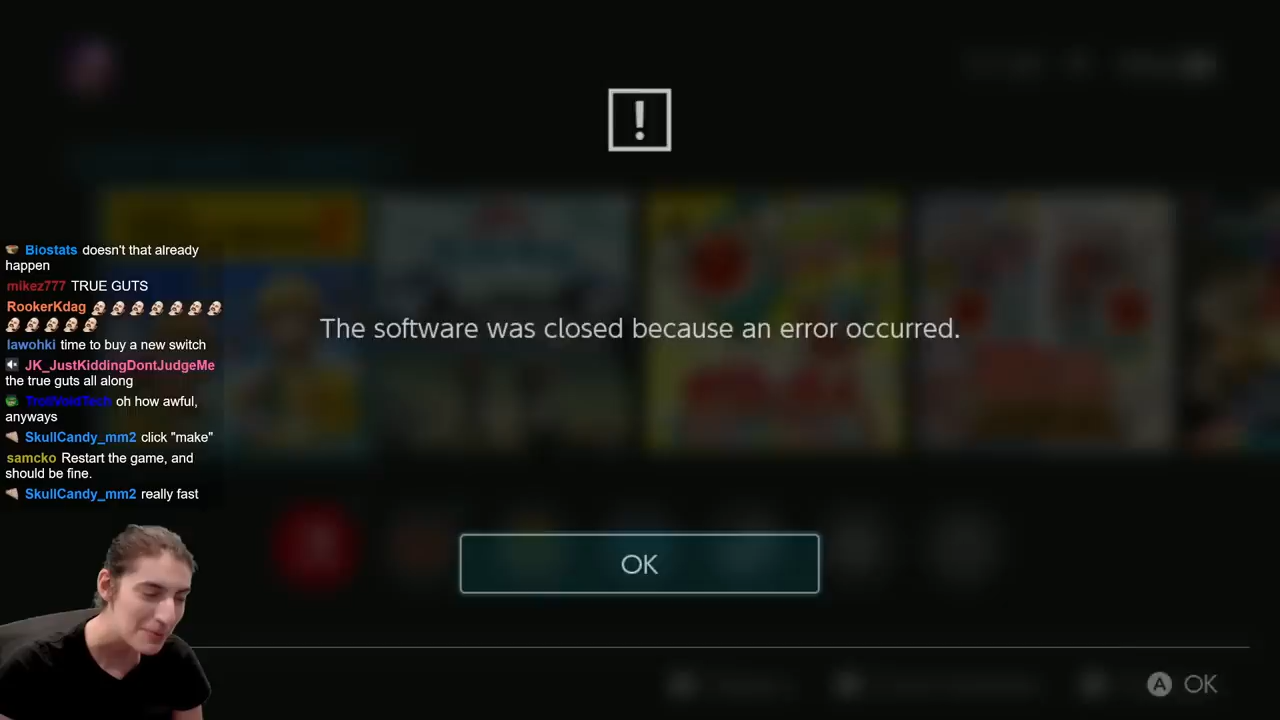 !
Biostats doesn't that already
happen
mikez777 TRUE GUTS
RookerKdag
The software was closed because an error occurred.
lawohki time to buy a new switch
JK_JustKiddingDontJudgeMe
the true guts all along
TrollVoidTech oh how awful,
anyways
SkullCandy_mm2 click "make"
samcko Restart the game, and
should be fine.
SkullCandy_mm2 really fast
OK
A OK